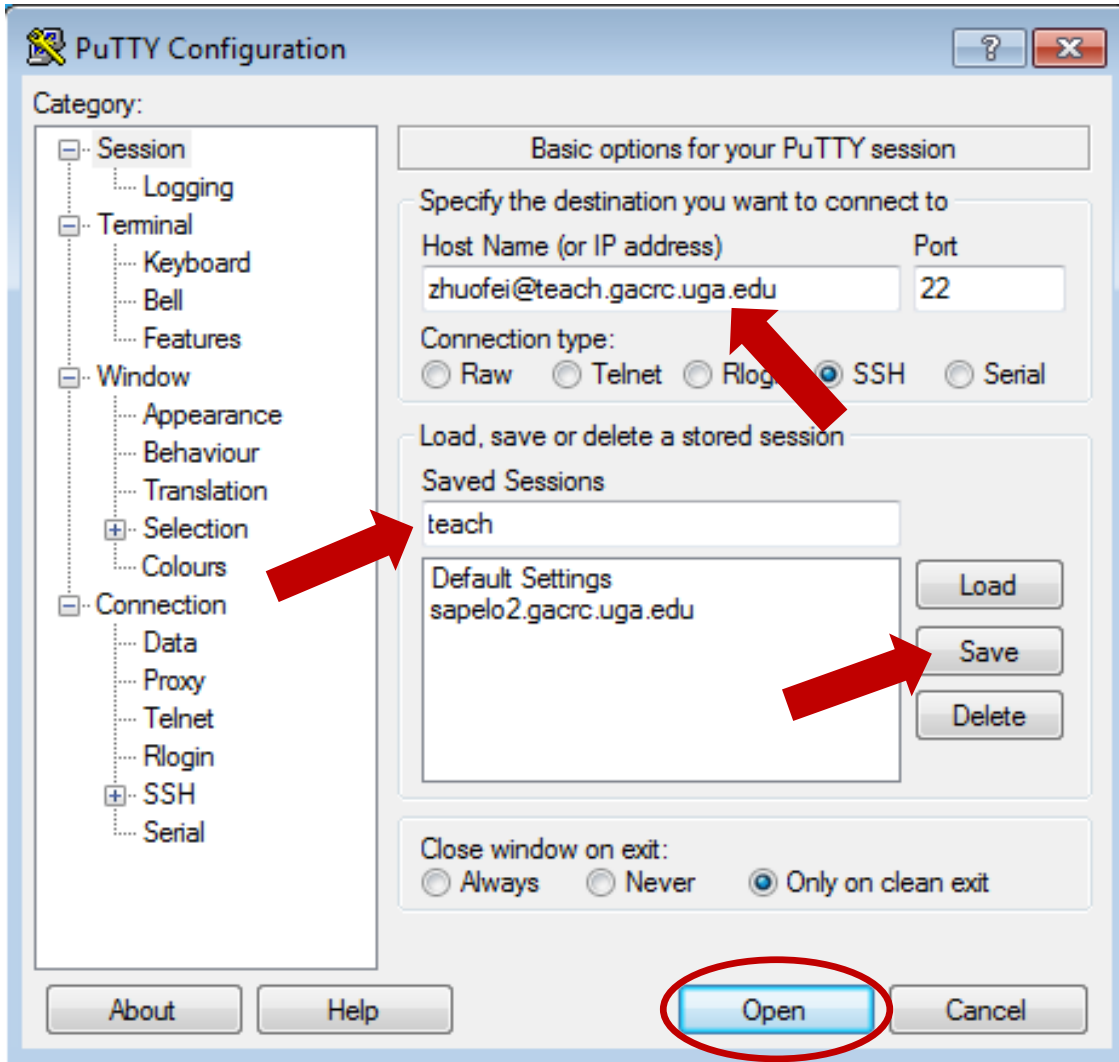 PuTTY Configuration
Category:
Session
Logging
Terminal
Keyboard
Bell
Features
Window
Appearance
Behaviour
Translation
Selection
Colours
Connection
Data
Proxy
Telnet
Rlogin
SSH
Serial
Basic options for your PuTTY session
Specify the destination you want to connect to
Host Name (or IP address) Port
zhuofei@teach.gacrc.uga.edu 22
Connection type:
Raw Telnet Rlogin SSH Serial
Load, save or delete a stored session
Saved Sessions
teach
Default Settings
sapelo2.gacrc.uga.edu
Load
Save
Delete
Close window on exit:
Always Never Only on clean exit
About Help Open Cancel